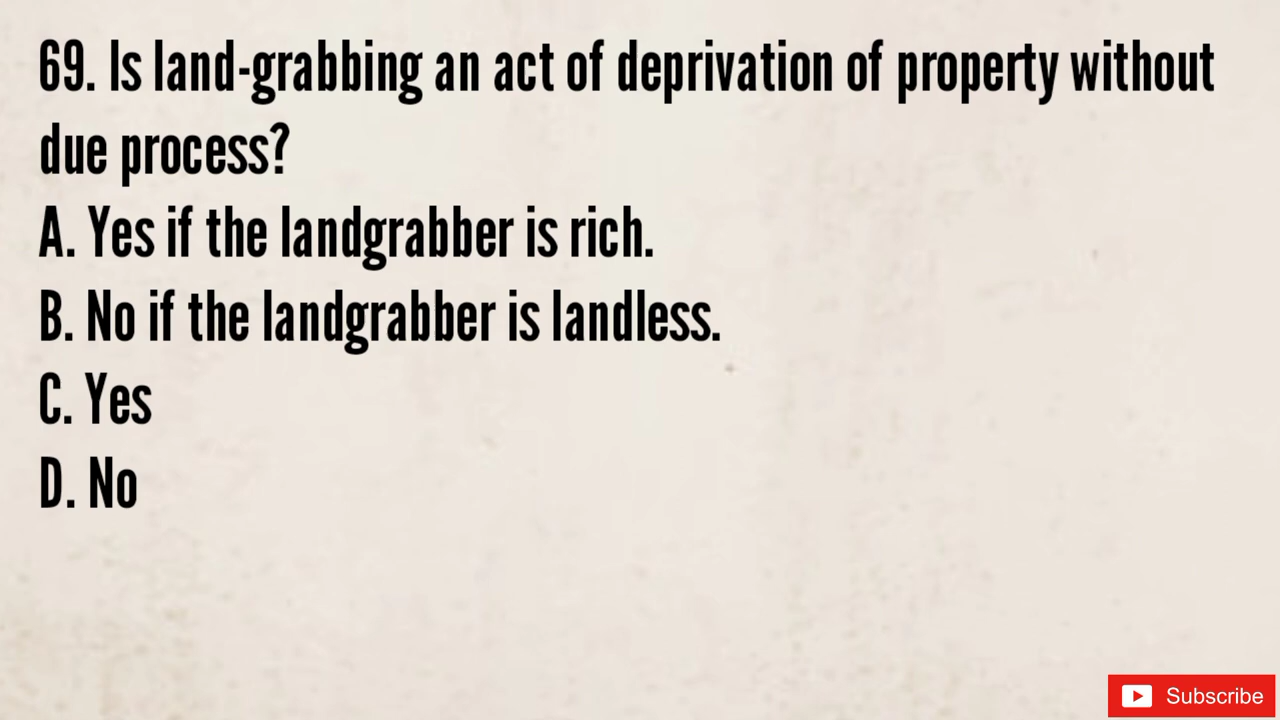 69. Is land-grabbing an act of deprivation of property without
due process?
A. Yes if the landgrabber is rich.
B. No if the landgrabber is landless.
C. Yes
D. No
Subscribe